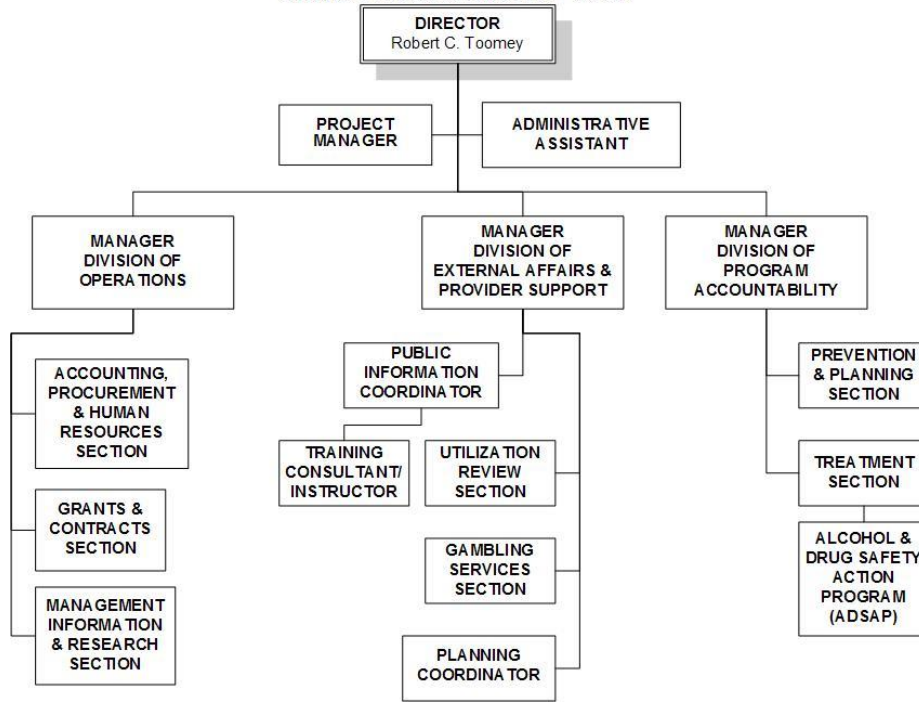 DIRECTOR
Robert C. Toomey
PROJECT
MANAGER
ADMINISTRATIVE
ASSISTANT
MANAGER
DIVISION OF
OPERATIONS
MANAGER
DIVISION OF
EXTERNAL AFFAIRS &
PROVIDER SUPPORT
MANAGER
DIVISION OF
PROGRAM
ACCOUNTABILITY
ACCOUNTING,
PROCUREMENT
& HUMAN
RESOURCES
SECTION
GRANTS &
CONTRACTS
SECTION
MANAGEMENT
INFORMATION
& RESEARCH
SECTION
PUBLIC
INFORMATION
COORDINATOR
TRAINING
CONSULTANT/
INSTRUCTOR
UTILIZATION
REVIEW
SECTION
GAMBLING
SERVICES
SECTION
PLANNING
COORDINATOR
PREVENTION
& PLANNING
SECTION
TREATMENT
SECTION
ALCOHOL &
DRUG SAFETY
ACTION
PROGRAM
(ADSAP)